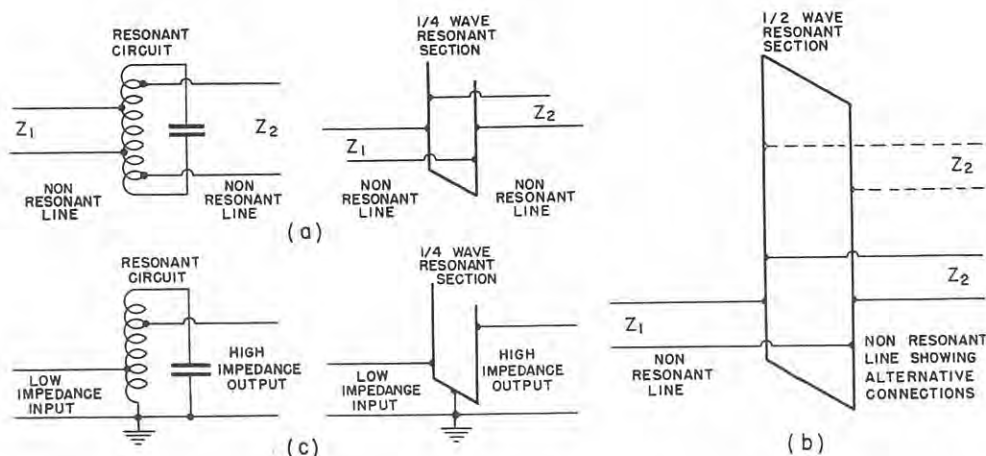 RESONANT
CIRCUIT
Z1
Z2
NON
RESONANT
LINE
NON
RESONANT
LINE
1/4 WAVE
RESONANT
SECTION
Z2
Z1
NON
RESONANT
LINE
NON
RESONANT
LINE
(a)
RESONANT
CIRCUIT
LOW
IMPEDANCE
INPUT
HIGH
IMPEDANCE
OUTPUT
1/4 WAVE
RESONANT
SECTION
LOW
IMPEDANCE
INPUT
HIGH
IMPEDANCE
OUTPUT
(c)
1/2 WAVE
RESONANT
SECTION
Z2
Z2
Z1
NON
RESONANT
LINE
NON RESONANT
LINE SHOWING
ALTERNATIVE
CONNECTIONS
(b)